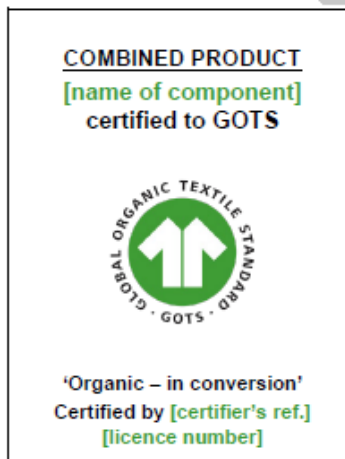 COMBINED PRODUCT
[name of component]
certified to GOTS
GLOBAL ORGANIC TEXTILE STANDARD · GOTS ·
‘Organic – in conversion’
Certified by [certifier’s ref.]
[licence number]